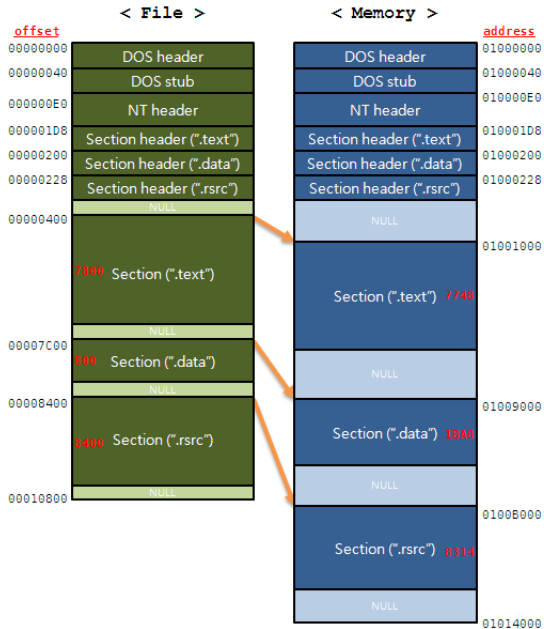 < File >
< Memory >
offset
address
00000000
DOS header
DOS header
01000000
00000040
DOS stub
DOS stub
01000040
000000E0
NT header
NT header
010000E0
000001D8
Section header (".text")
Section header (".text")
010001D8
00000200
Section header (".data")
Section header (".data")
01000200
00000228
Section header (".rsrc")
Section header (".rsrc")
01000228
NULL
00000400
NULL
01001000
7800
Section (".text")
Section (".text")
7748
NULL
00007C00
800
Section (".data")
NULL
NULL
00008400
01009000
8400
Section (".rsrc")
Section (".data")
1BA8
NULL
00010800
NULL
0100B000
Section (".rsrc")
8314
NULL
01014000